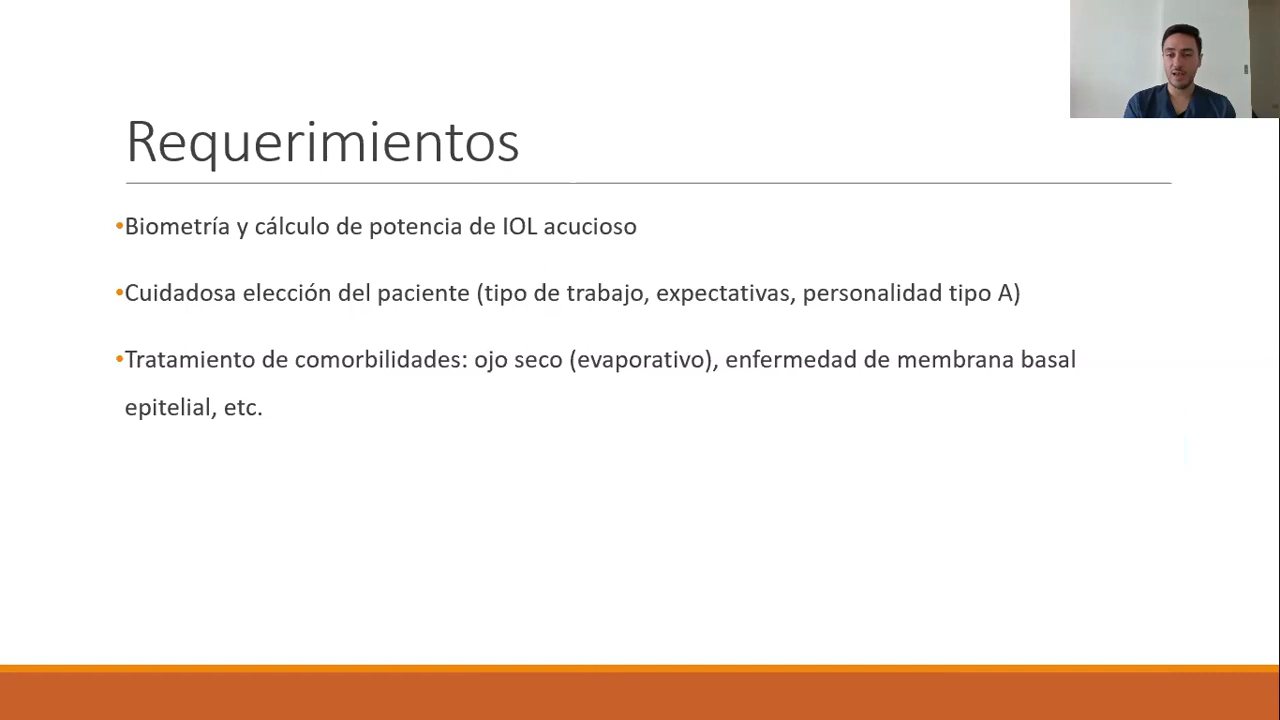 Requerimientos
•Biometría y cálculo de potencia de IOL acucioso
•Cuidadosa elección del paciente (tipo de trabajo, expectativas, personalidad tipo A)
•Tratamiento de comorbilidades: ojo seco (evaporativo), enfermedad de membrana basal
epitelial, etc.